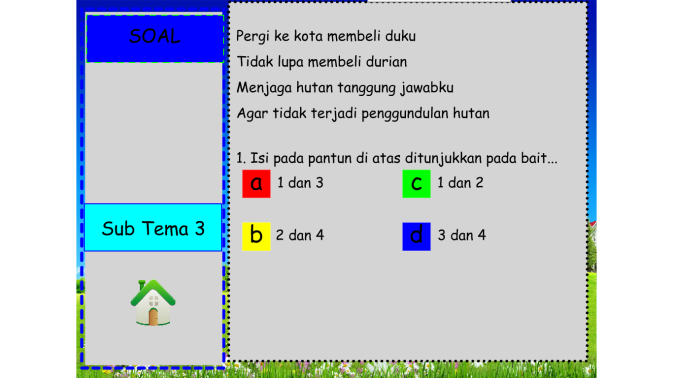 SOAL
Sub Tema 3
Pergi ke kota membeli duku
Tidak lupa membeli durian
Menjaga hutan tanggung jawabku
Agar tidak terjadi penggundulan hutan
1. Isi pada pantun di atas ditunjukkan pada bait...
a 1 dan 3
c 1 dan 2
b 2 dan 4
d 3 dan 4